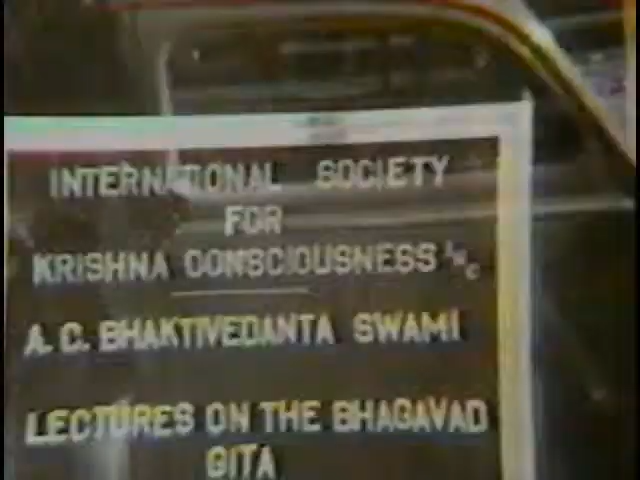 INTERNATIONAL SOCIETY
FOR
KRISHNA CONSCIOUSNESS INC
A. C. BHAKTIVEDANTA SWAMI
LECTURES ON THE BHAGAVAD
GITA